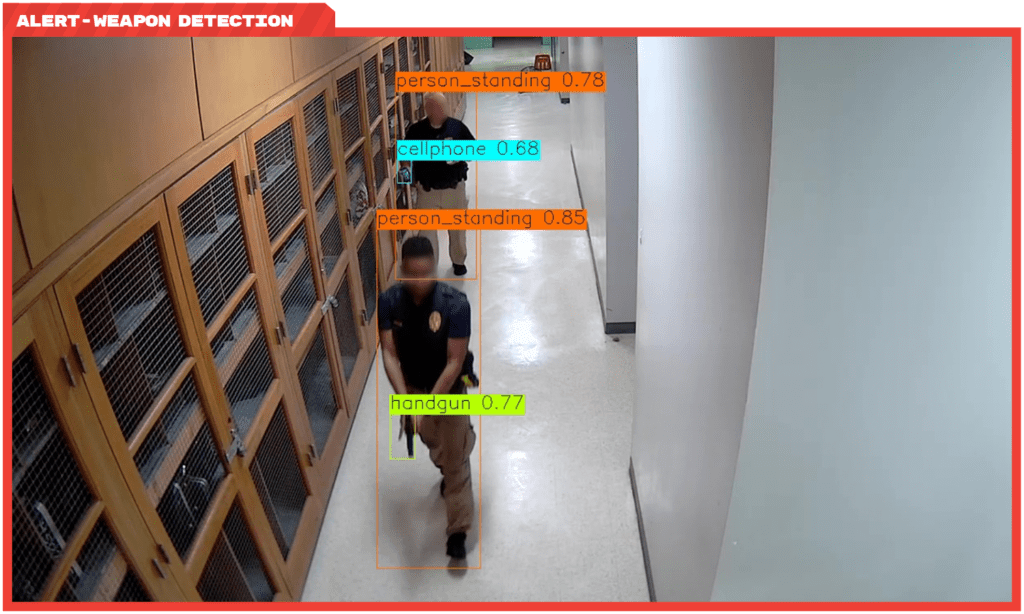 ALERT-WEAPON DETECTION
person_standing 0.78
cellphone 0.68
person_standing 0.85
handgun 0.77